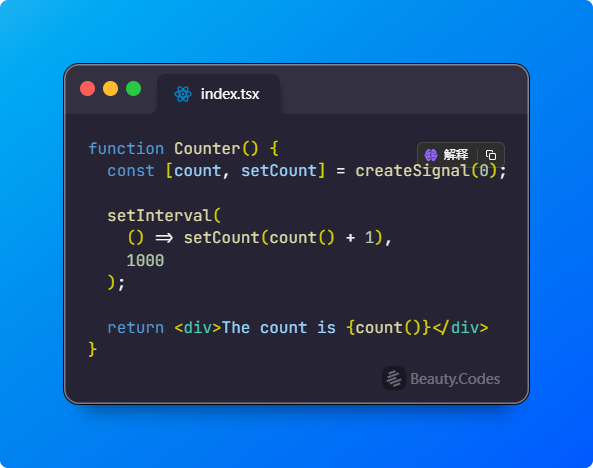 index.tsx
function Counter() {
解释
  const [count, setCount] = createSignal(0);

  setInterval(
    () => setCount(count() + 1),
    1000
  );

  return <div>The count is {count()}</div>
}
Beauty.Codes